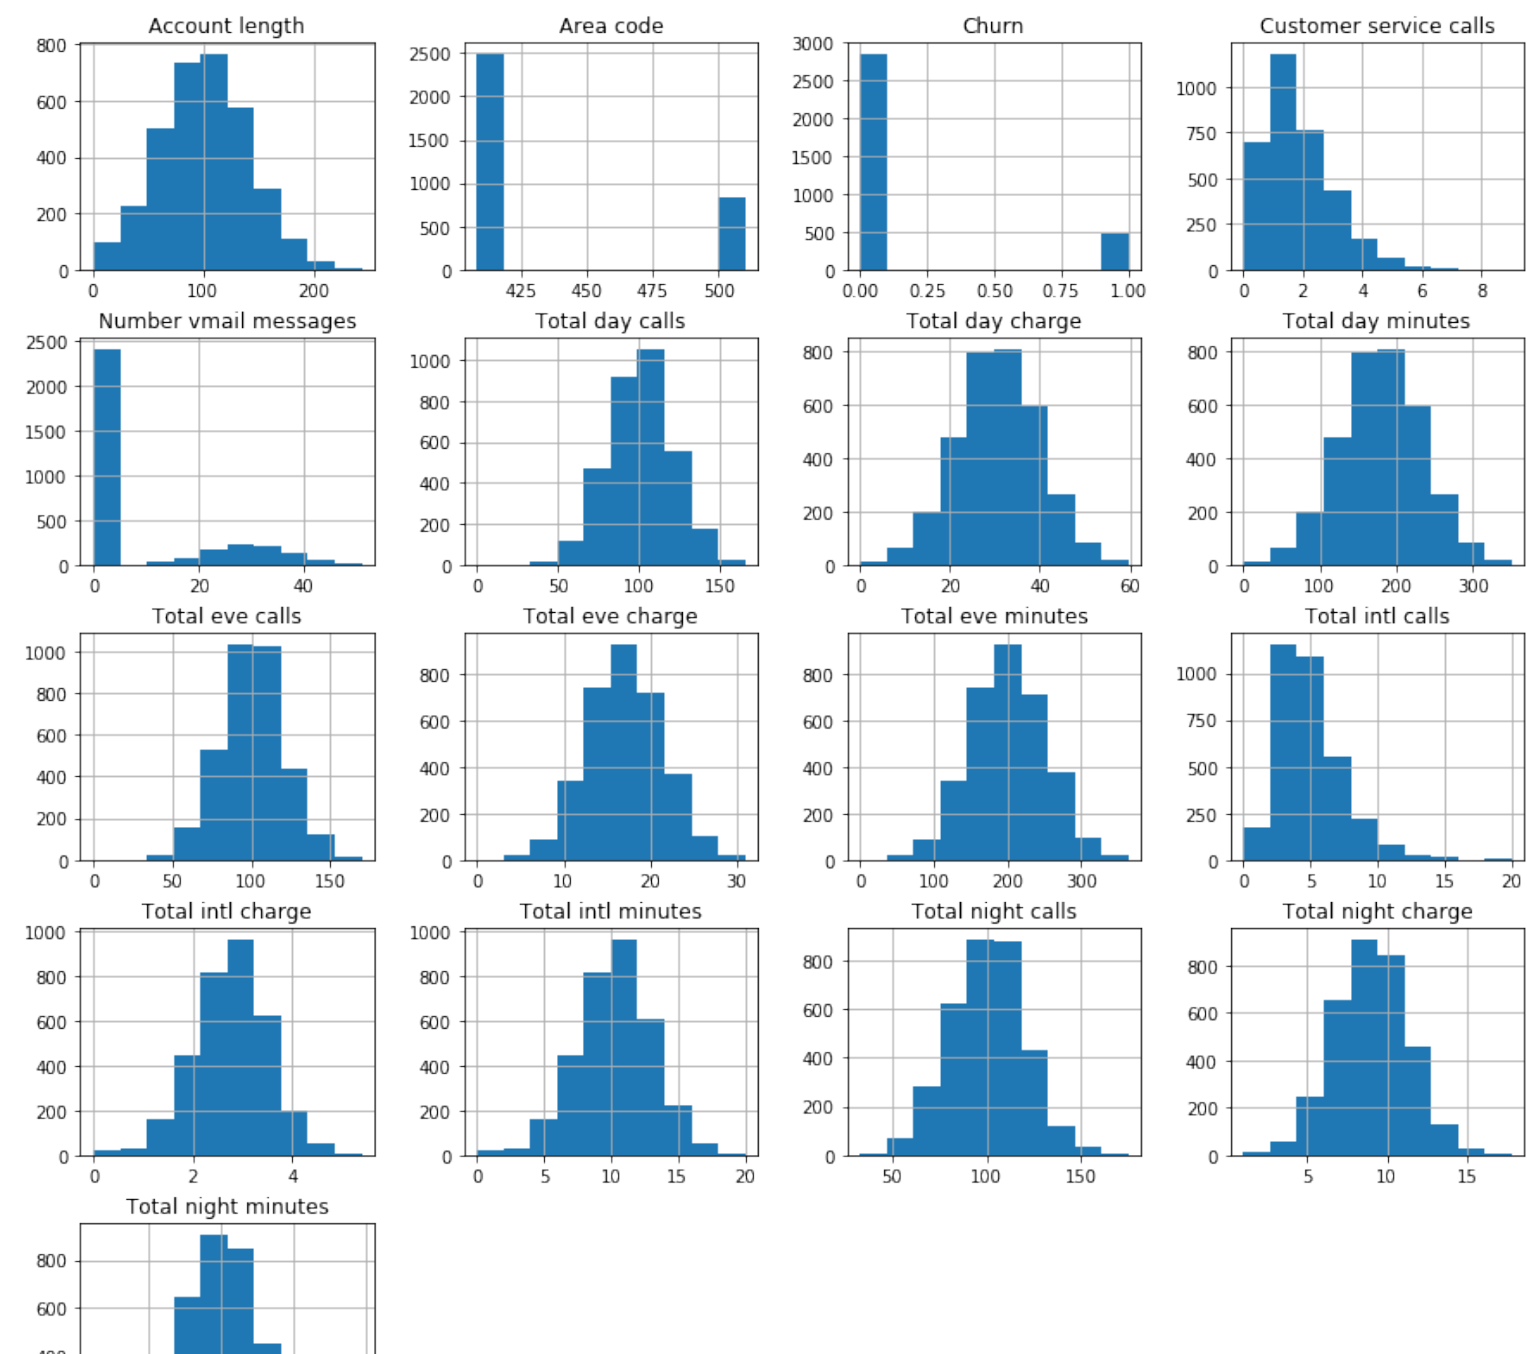 Account length
800
600
400
200
0
0 100 200
Area code
2500
2000
1500
1000
500
0
425 450 475 500
Churn
3000
2500
2000
1500
1000
500
0
0.00 0.25 0.50 0.75 1.00
Customer service calls
1000
750
500
250
0
0 2 4 6 8
Number vmail messages
2500
2000
1500
1000
500
0
0 20 40
Total day calls
1000
800
600
400
200
0
0 50 100 150
Total day charge
800
600
400
200
0
0 20 40 60
Total day minutes
800
600
400
200
0
0 100 200 300
Total eve calls
1000
800
600
400
200
0
0 50 100 150
Total eve charge
800
600
400
200
0
0 10 20 30
Total eve minutes
800
600
400
200
0
0 100 200 300
Total intl calls
1000
750
500
250
0
0 5 10 15 20
Total intl charge
1000
800
600
400
200
0
0 2 4
Total intl minutes
1000
800
600
400
200
0
0 5 10 15 20
Total night calls
800
600
400
200
0
50 100 150
Total night charge
800
600
400
200
0
5 10 15
Total night minutes
800
600